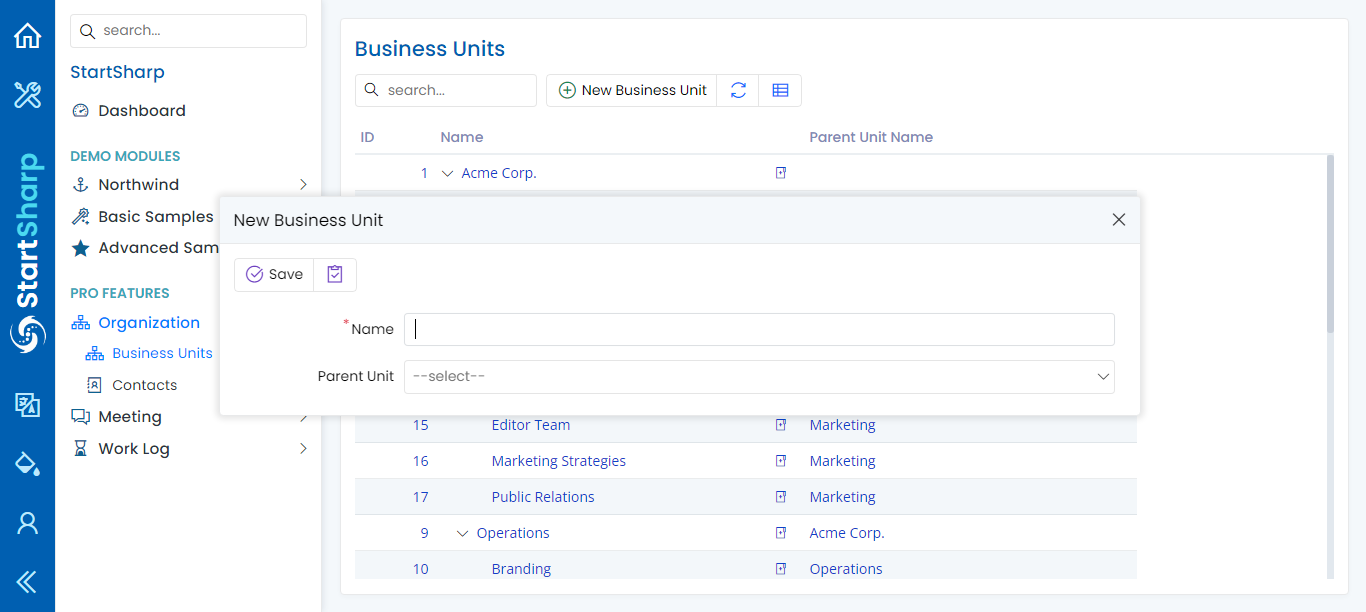 StartSharp
search...
StartSharp
Dashboard
DEMO MODULES
Northwind
Basic Samples
Advanced Sam
PRO FEATURES
Organization
Business Units
Contacts
Meeting
Work Log
Business Units
search...
New Business Unit
ID Name Parent Unit Name
1 Acme Corp.
New Business Unit
Save
* Name
Parent Unit --select--
15 Editor Team Marketing
16 Marketing Strategies Marketing
17 Public Relations Marketing
9 Operations Acme Corp.
10 Branding Operations